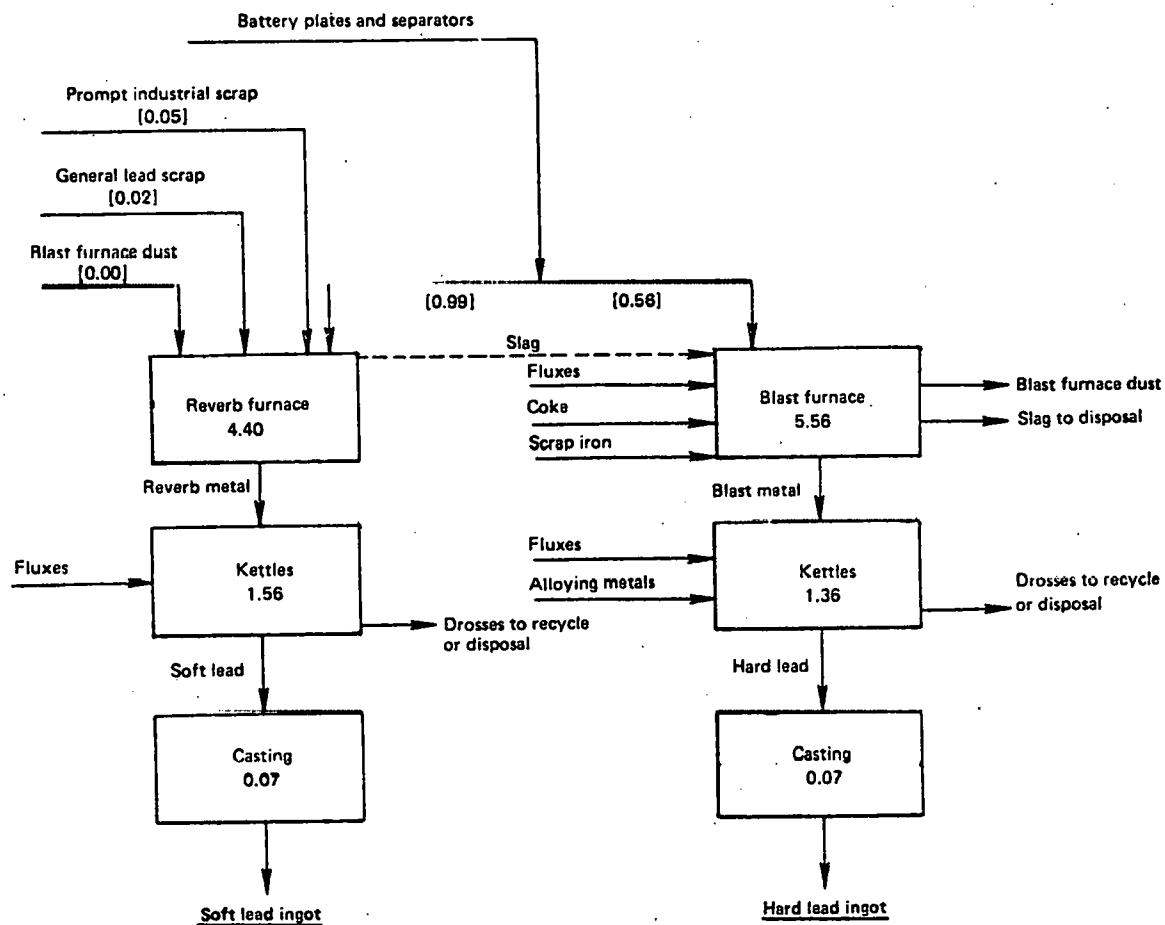 Battery plates and separators
Prompt industrial scrap
[0.05]
General lead scrap
[0.02]
Blast furnace dust
[0.00]
[0.99]
[0.56]
Slag
Fluxes
Coke
Scrap iron
Reverb furnace
4.40
Blast furnace
5.56
Blast furnace dust
Slag to disposal
Reverb metal
Blast metal
Fluxes
Kettles
1.56
Drosses to recycle
or disposal
Fluxes
Alloying metals
Kettles
1.36
Drosses to recycle
or disposal
Soft lead
Hard lead
Casting
0.07
Casting
0.07
Soft lead ingot
Hard lead ingot